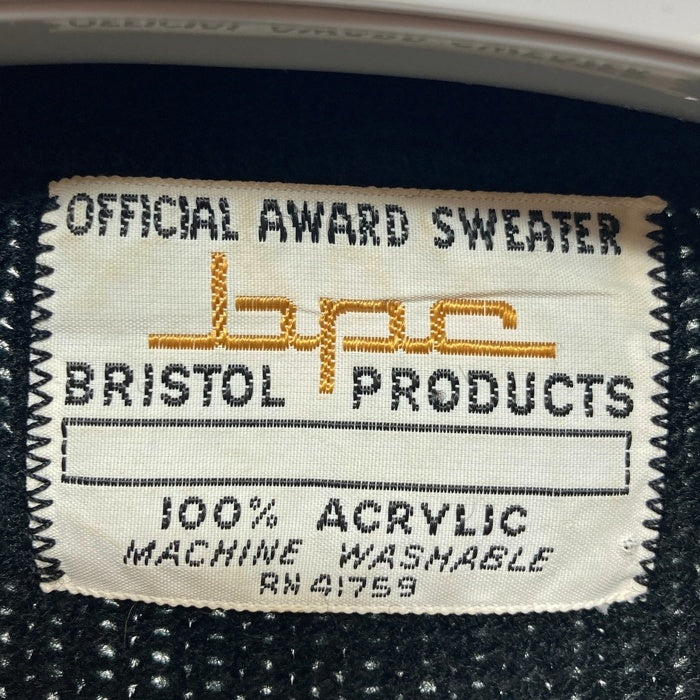 OFFICIAL AWARD SWEATER
bpc
BRISTOL PRODUCTS
100% ACRYLIC
MACHINE WASHABLE
RN 41759